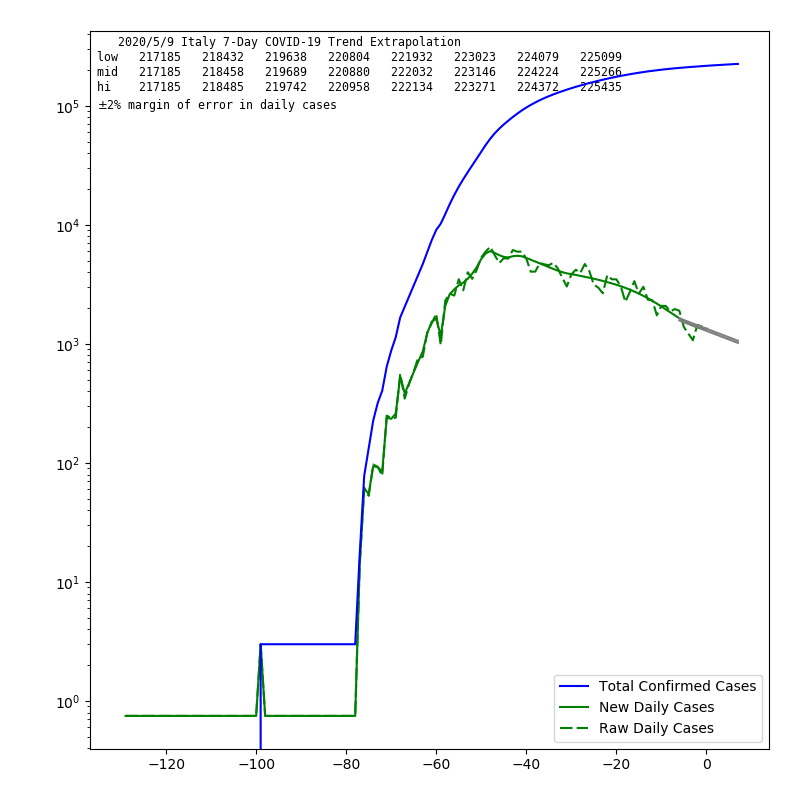 2020/5/9 Italy 7-Day COVID-19 Trend Extrapolation
low 217185 218432 219638 220804 221932 223023 224079 225099
mid 217185 218458 219689 220880 222032 223146 224224 225266
hi 217185 218485 219742 220958 222134 223271 224372 225435
±2% margin of error in daily cases
10⁵
10⁴
10³
10²
10¹
10⁰
Total Confirmed Cases
New Daily Cases
Raw Daily Cases
−120 −100 −80 −60 −40 −20 0